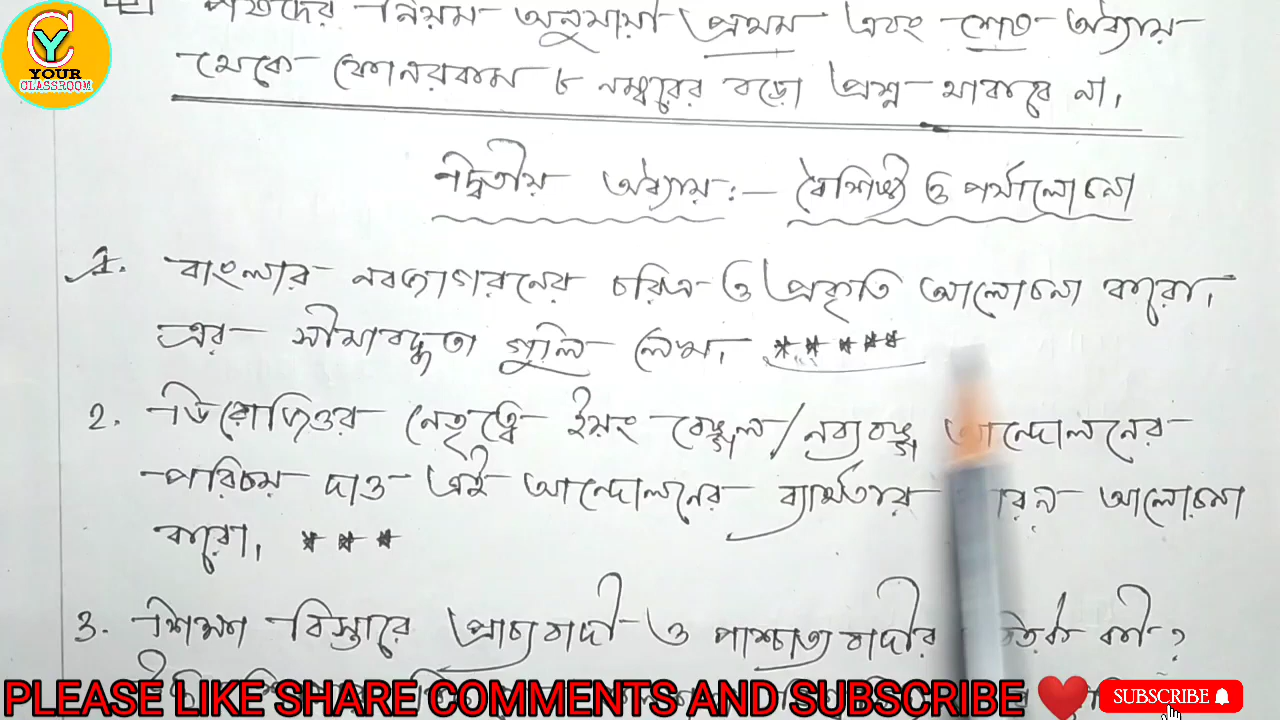 YOUR
CLASSROOM
নিয়ম অনুযায়ী প্রথম এবং শেষ অধ্যায়
থেকে কোনরকম ৮ নম্বরের বড়ো প্রশ্ন থাকবে না।
দ্বিতীয় অধ্যায়:— বৈশিষ্ট্য ও পর্যালোচনা
1. বাংলার নবজাগরনের চরিত্র ও প্রকৃতি আলোচনা করো।
এর সীমাবদ্ধতা গুলি লেখ। * * * * *
2. ডিরোজিওর নেতৃত্বে ইয়ং বেঙ্গল/নব্যবঙ্গ আন্দোলনের
পরিচয় দাও এই আন্দোলনের ব্যর্থতার আলোচনা
করো। * * *
3. শিক্ষা বিস্তারে প্রাচ্যবাদী ও পাশ্চাত্যবাদীর কী?
PLEASE LIKE SHARE COMMENTS AND SUBSCRIBE
SUBSCRIBE